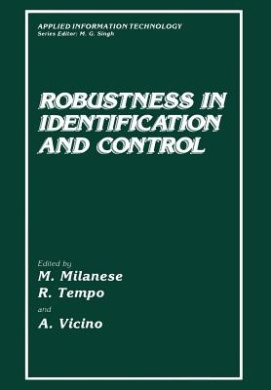 APPLIED INFORMATION TECHNOLOGY
Series Editor: M. G. Singh
ROBUSTNESS IN
IDENTIFICATION
AND CONTROL
Edited by
M. Milanese
R. Tempo
and
A. Vicino